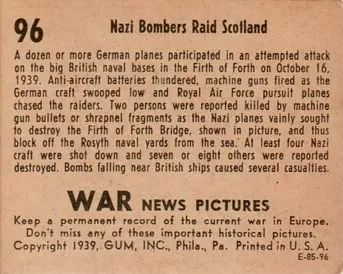 96
Nazi Bombers Raid Scotland
A dozen or more German planes participated in an attempted attack
on the big British naval bases in the Firth of Forth on October 16,
1939. Anti-aircraft batteries thundered, machine guns fired as the
German craft swooped low and Royal Air Force pursuit planes
chased the raiders. Two persons were reported killed by machine
gun bullets or shrapnel fragments as the Nazi planes vainly sought
to destroy the Firth of Forth Bridge, shown in picture, and thus
block off the Rosyth naval yards from the sea. At least four Nazi
craft were shot down and seven or eight others were reported
destroyed. Bombs falling near British ships caused several casualties.
WAR NEWS PICTURES
Keep a permanent record of the current war in Europe.
Don't miss any of these important historical pictures.
Copyright 1939, GUM, INC., Phila., Pa. Printed in U. S. A.
E-85-96